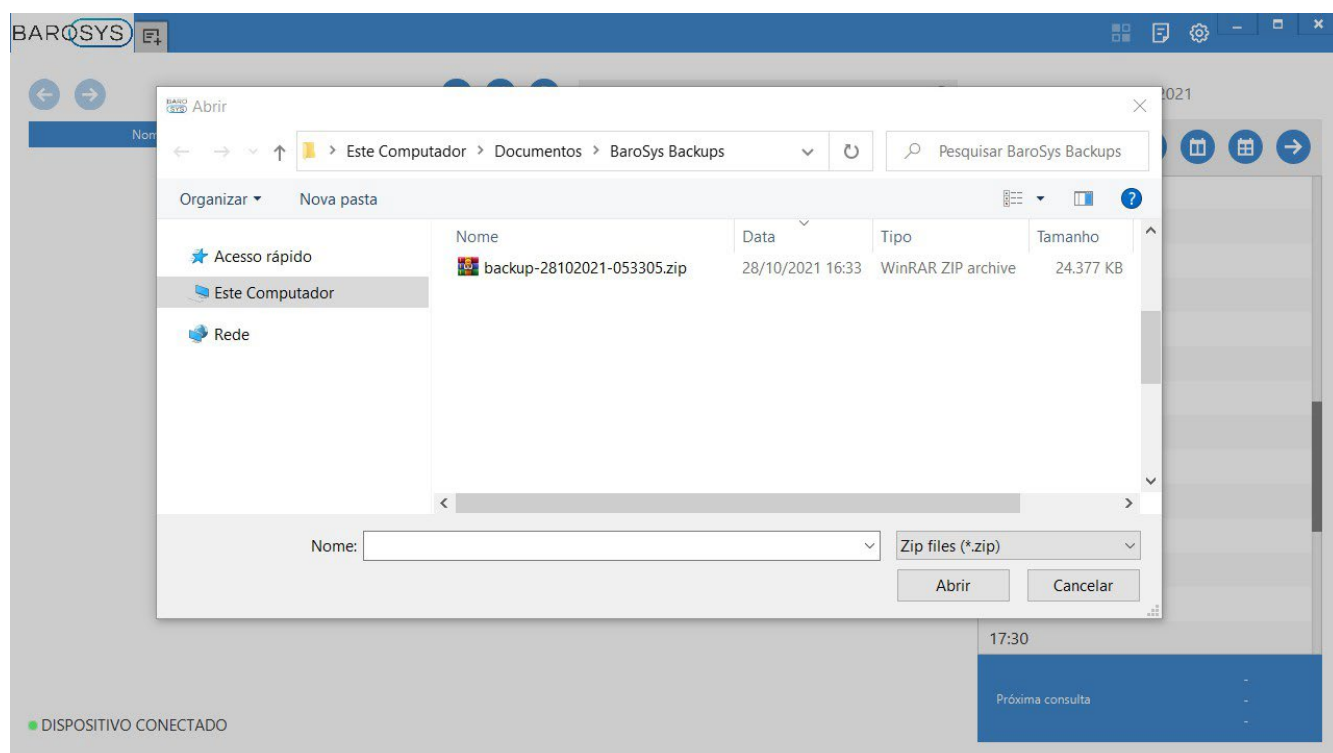 BAROSYS
BARO
SYS
Abrir
2021
Nom
Este Computador > Documentos > BaroSys Backups
Pesquisar BaroSys Backups
Organizar
Nova pasta
?
Nome
Data
Tipo
Tamanho
Acesso rápido
backup-28102021-053305.zip
28/10/2021 16:33
WinRAR ZIP archive
24.377 KB
Este Computador
Rede
Nome:
Zip files (*.zip)
Abrir
Cancelar
17:30
Próxima consulta
-
-
-
DISPOSITIVO CONECTADO